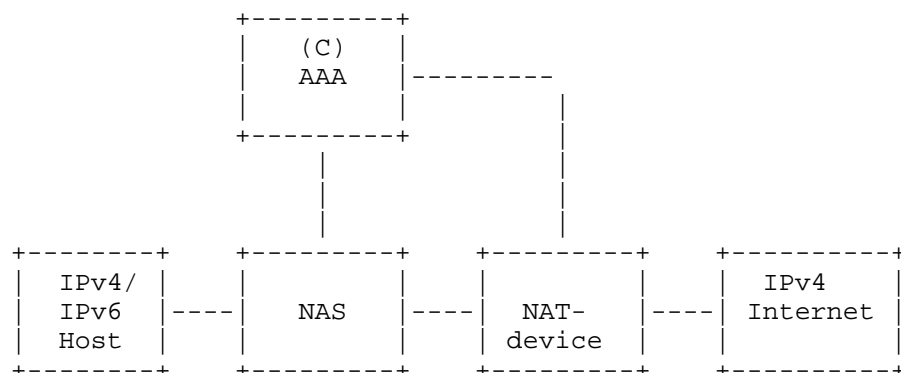 (C)
AAA
IPv4/
IPv6
Host
NAS
NAT-
device
IPv4
Internet